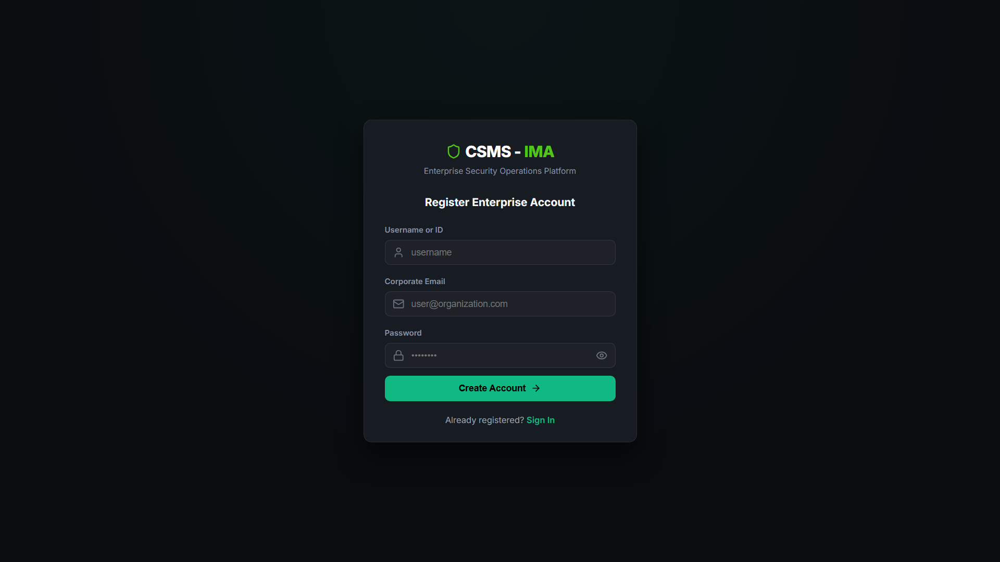 CSMS - IMA
Enterprise Security Operations Platform
Register Enterprise Account
Username or ID
username
Corporate Email
user@organization.com
Password
••••••••
Create Account →
Already registered? Sign In